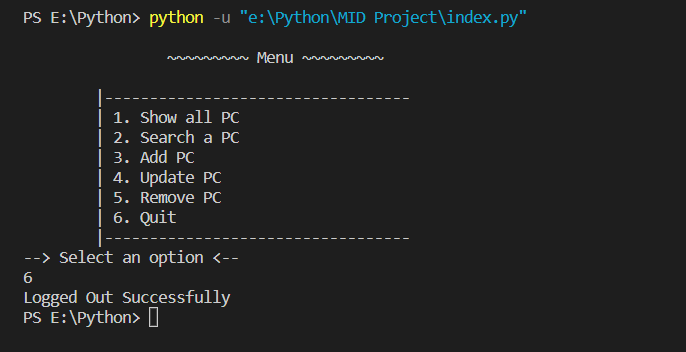 PS E:\Python> python -u "e:\Python\MID Project\index.py"
~~~~~~~~~ Menu ~~~~~~~~~
|----------------------------------
| 1. Show all PC
| 2. Search a PC
| 3. Add PC
| 4. Update PC
| 5. Remove PC
| 6. Quit
|----------------------------------
--> Select an option <--
6
Logged Out Successfully
PS E:\Python>